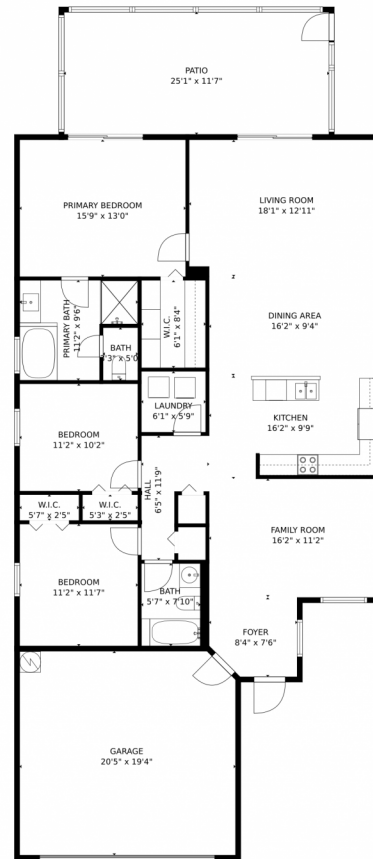 PATIO
25'1" x 11'7"
PRIMARY BEDROOM
15'9" x 13'0"
LIVING ROOM
18'1" x 12'11"
PRIMARY BATH
11'2" x 9'6"
W.I.C.
6'1" x 8'4"
DINING AREA
16'2" x 9'4"
BATH
LAUNDRY
6'1" x 5'9"
KITCHEN
16'2" x 9'9"
BEDROOM
11'2" x 10'2"
HALL
6'5" x 11'9"
W.I.C.
5'7" x 2'5"
W.I.C.
5'3" x 2'5"
FAMILY ROOM
16'2" x 11'2"
BEDROOM
11'2" x 11'7"
BATH
5'7" x 7'10"
FOYER
8'4" x 7'6"
GARAGE
20'5" x 19'4"